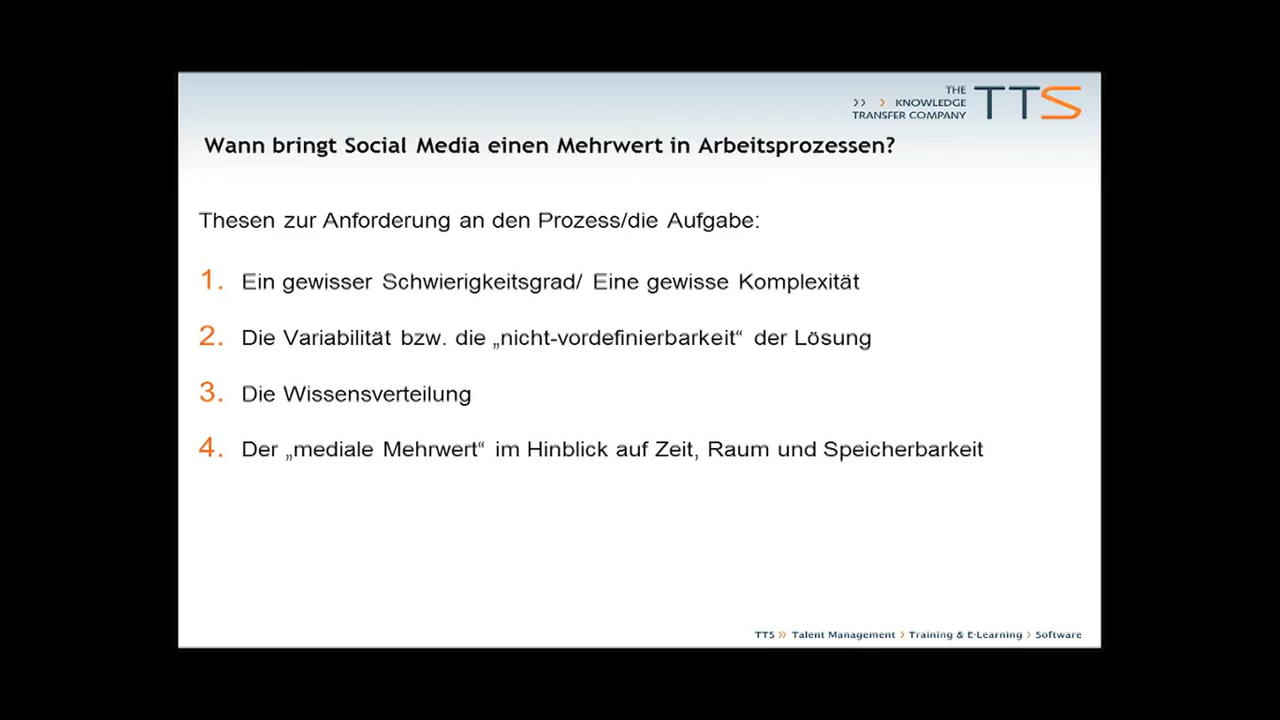 THE
>> > KNOWLEDGE
TRANSFER COMPANY
TTS
Wann bringt Social Media einen Mehrwert in Arbeitsprozessen?
Thesen zur Anforderung an den Prozess/die Aufgabe:
1. Ein gewisser Schwierigkeitsgrad/ Eine gewisse Komplexität
2. Die Variabilität bzw. die „nicht-vordefinierbarkeit“ der Lösung
3. Die Wissensverteilung
4. Der „mediale Mehrwert“ im Hinblick auf Zeit, Raum und Speicherbarkeit
TTS >> Talent Management > Training & E-Learning > Software